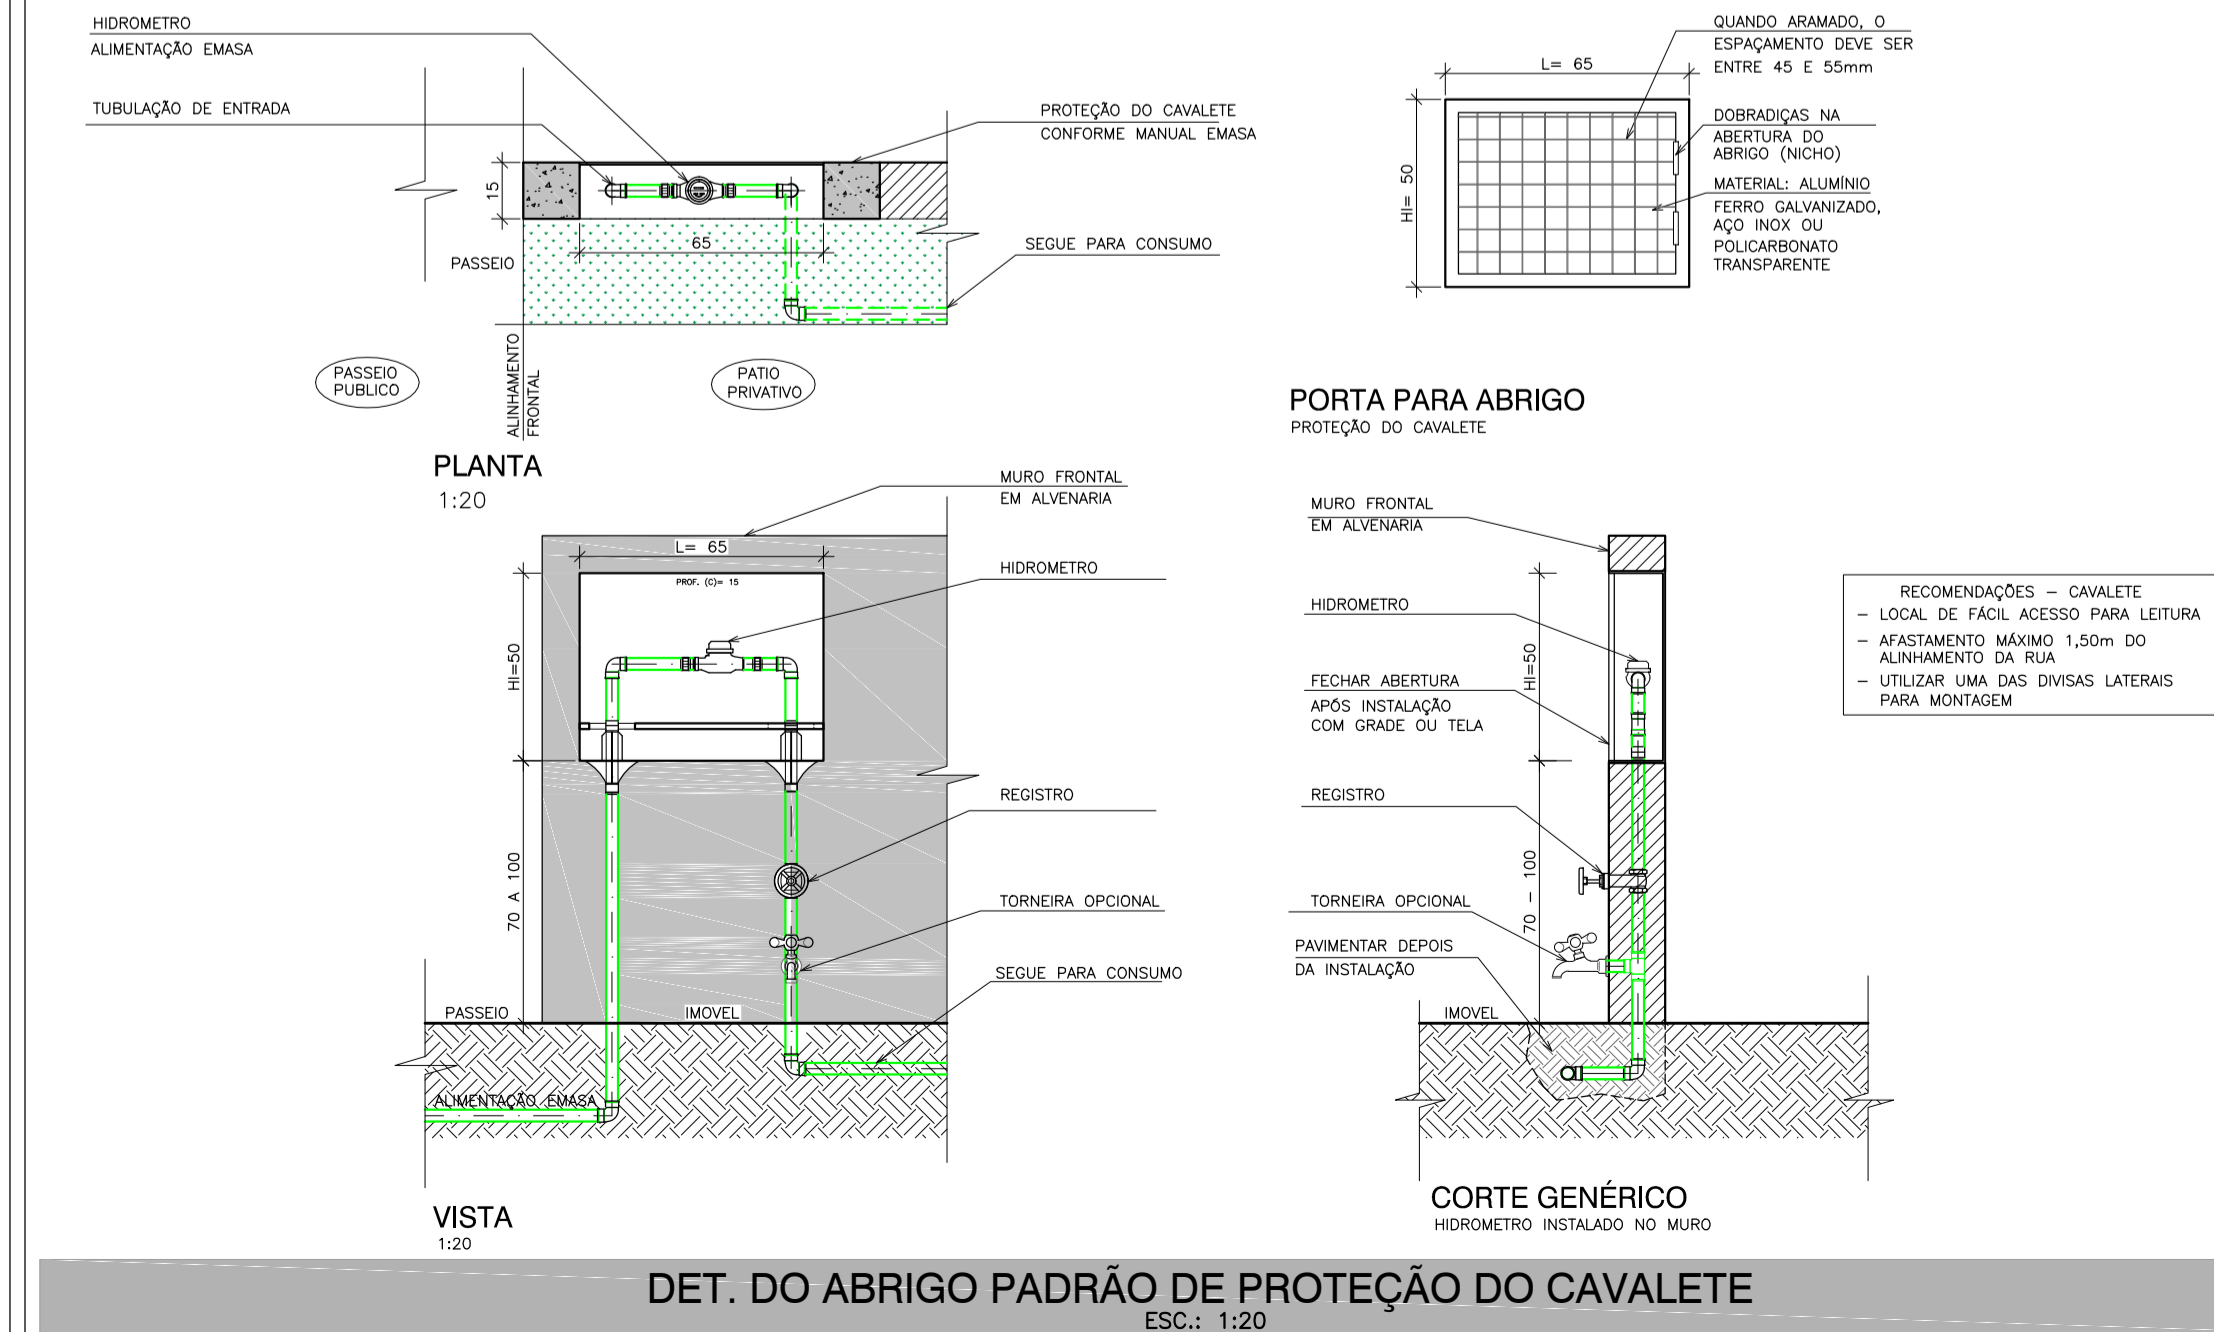 HIDROMETRO
ALIMENTAÇÃO EMASA
TUBULAÇÃO DE ENTRADA
PROTEÇÃO DO CAVALETE
CONFORME MANUAL EMASA
15
65
PASSEIO
SEGUE PARA CONSUMO
ALINHAMENTO
FRONTAL
PASSEIO
PUBLICO
PATIO
PRIVATIVO
PLANTA
1:20
QUANDO ARAMADO, O
ESPAÇAMENTO DEVE SER
ENTRE 45 E 55mm
L= 65
HI= 50
DOBRADIÇAS NA
ABERTURA DO
ABRIGO (NICHO)
MATERIAL: ALUMÍNIO
FERRO GALVANIZADO,
AÇO INOX OU
POLICARBONATO
TRANSPARENTE
PORTA PARA ABRIGO
PROTEÇÃO DO CAVALETE
MURO FRONTAL
EM ALVENARIA
L= 65
PROF. (C)= 15
HIDROMETRO
HI=50
REGISTRO
70 A 100
TORNEIRA OPCIONAL
SEGUE PARA CONSUMO
PASSEIO
IMOVEL
ALIMENTAÇÃO EMASA
VISTA
1:20
MURO FRONTAL
EM ALVENARIA
HIDROMETRO
HI=50
FECHAR ABERTURA
APÓS INSTALAÇÃO
COM GRADE OU TELA
REGISTRO
70 - 100
TORNEIRA OPCIONAL
PAVIMENTAR DEPOIS
DA INSTALAÇÃO
IMOVEL
CORTE GENÉRICO
HIDROMETRO INSTALADO NO MURO
RECOMENDAÇÕES - CAVALETE
- LOCAL DE FÁCIL ACESSO PARA LEITURA
- AFASTAMENTO MÁXIMO 1,50m DO
ALINHAMENTO DA RUA
- UTILIZAR UMA DAS DIVISAS LATERAIS
PARA MONTAGEM
DET. DO ABRIGO PADRÃO DE PROTEÇÃO DO CAVALETE
ESC.: 1:20